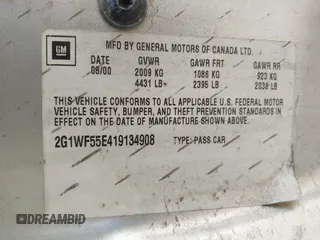 GM
MFD BY GENERAL MOTORS OF CANADA LTD.
DATE GVWR GAWR FRT GAWR RR
08/00 2009 KG 1086 KG 923 KG
4431 LB 2395 LB 2036 LB
THIS VEHICLE CONFORMS TO ALL APPLICABLE U.S. FEDERAL MOTOR
VEHICLE SAFETY, BUMPER, AND THEFT PREVENTION STANDARDS IN
EFFECT ON THE DATE OF MANUFACTURE SHOWN ABOVE.
2G1WF55E419134908 TYPE: PASS CAR
DREAMBID